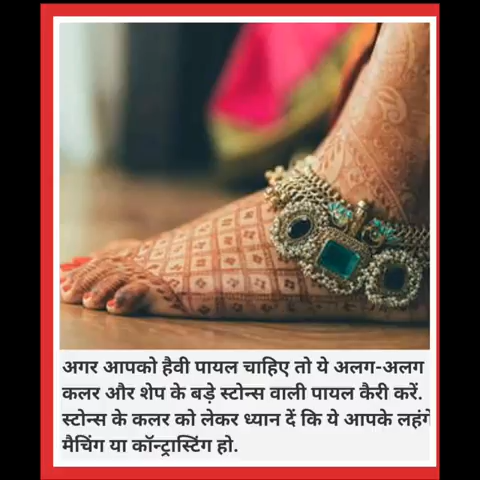 अगर आपको हैवी पायल चाहिए तो ये अलग-अलग
कलर और शेप के बड़े स्टोन्स वाली पायल कैरी करें.
स्टोन्स के कलर को लेकर ध्यान दें कि ये आपके लहंगे
मैचिंग या कॉन्ट्रास्टिंग हो.